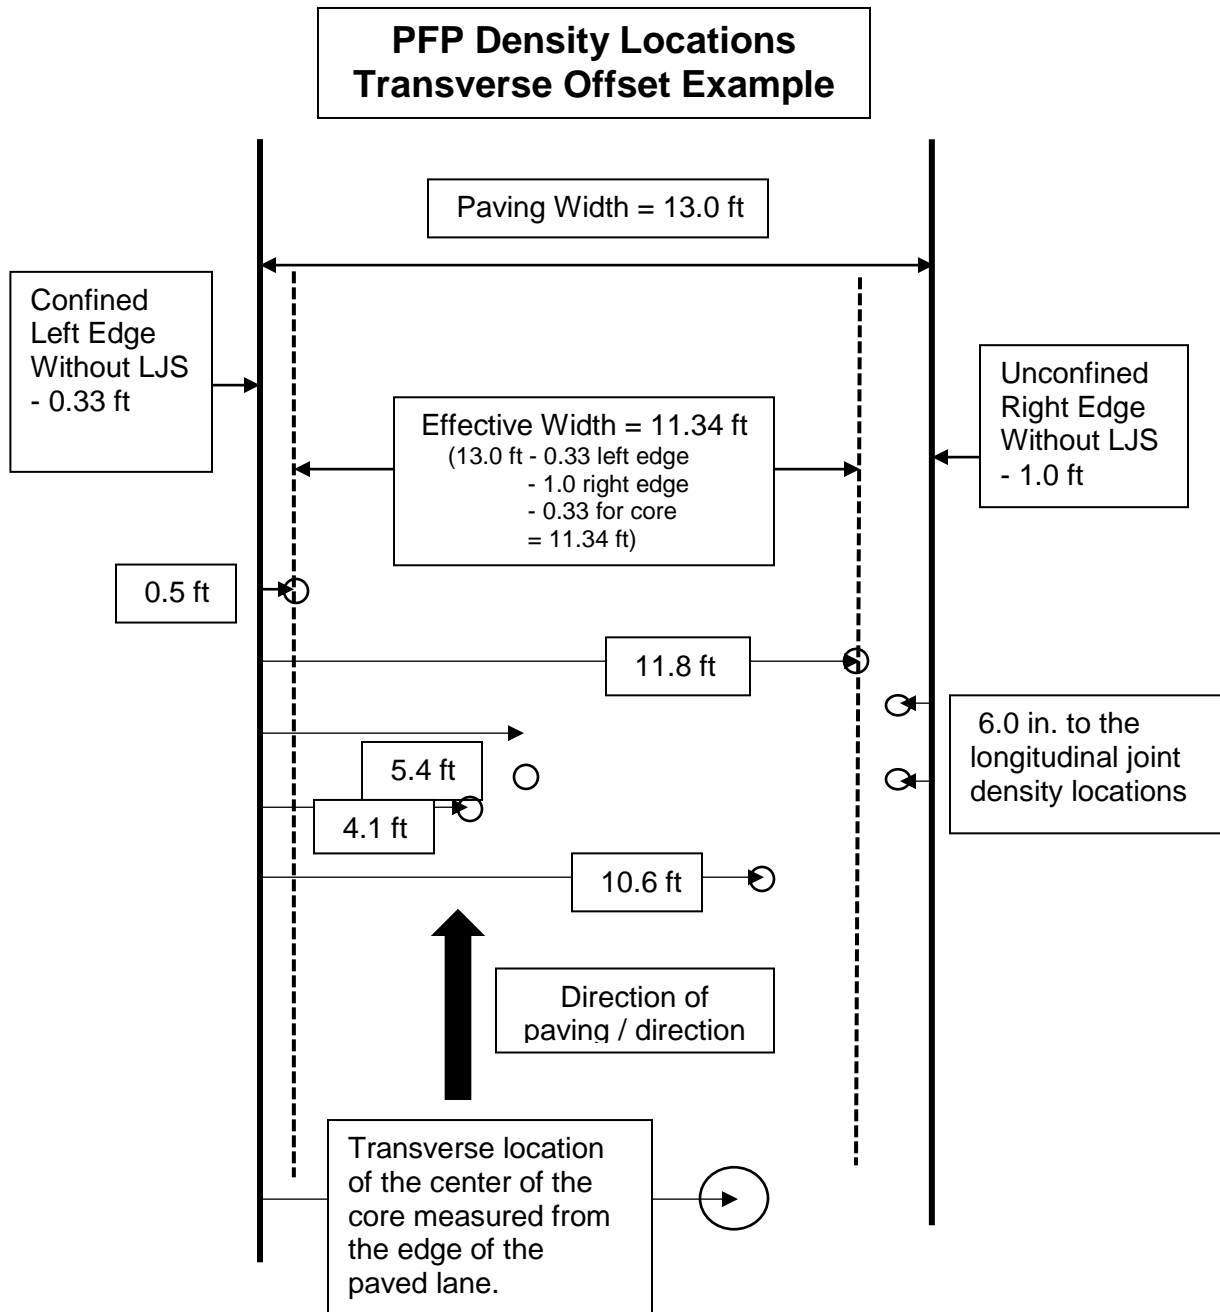 PFP Density Locations
Transverse Offset Example
Paving Width = 13.0 ft
Confined
Left Edge
Without LJS
- 0.33 ft
Unconfined
Right Edge
Without LJS
- 1.0 ft
Effective Width = 11.34 ft
(13.0 ft - 0.33 left edge
- 1.0 right edge
- 0.33 for core
= 11.34 ft)
0.5 ft
11.8 ft
6.0 in. to the
longitudinal joint
density locations
5.4 ft
4.1 ft
10.6 ft
Direction of
paving / direction
Transverse location
of the center of the
core measured from
the edge of the
paved lane.